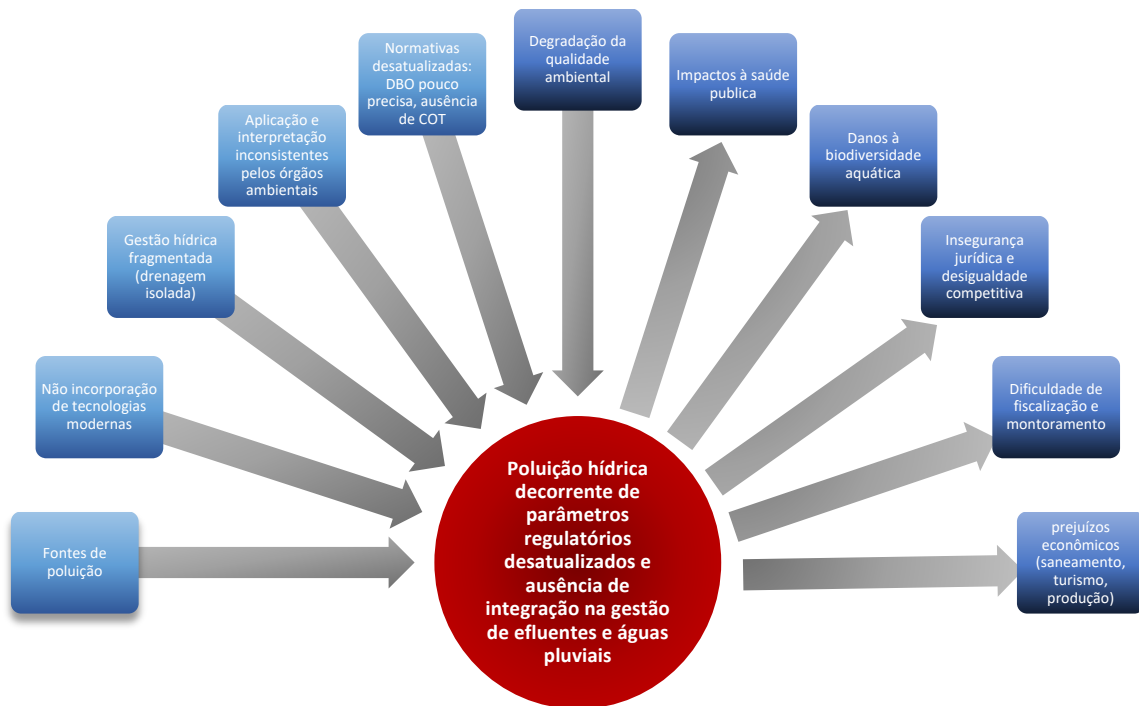 Fontes de
poluição
Não incorporação
de tecnologias
modernas
Gestão hídrica
fragmentada
(drenagem
isolada)
Aplicação e
interpretação
inconsistentes
pelos órgãos
ambientais
Normativas
desatualizadas:
DBO pouco
precisa, ausência
de COT
Degradação da
qualidade
ambiental
Impactos à saúde
publica
Danos à
biodiversidade
aquática
Insegurança
jurídica e
desigualdade
competitiva
Dificuldade de
fiscalização e
montoramento
prejuízos
econômicos
(saneamento,
turismo,
produção)
Poluição hídrica
decorrente de
parâmetros
regulatórios
desatualizados e
ausência de
integração na gestão
de efluentes e águas
pluviais